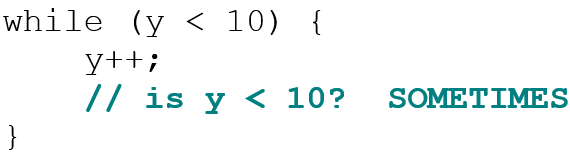 while (y < 10) {
    y++;
    // is y < 10?  SOMETIMES
}